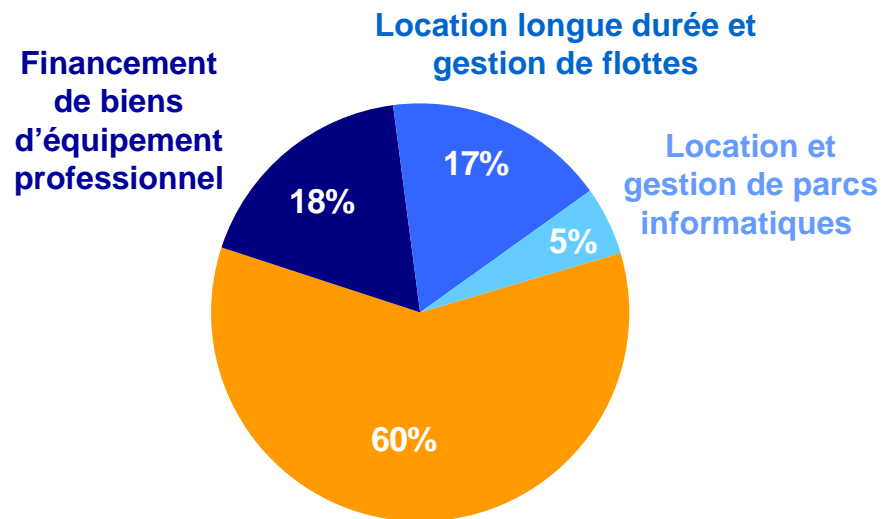 Location longue durée et
gestion de flottes
Financement
de biens
d’équipement
professionnel
Location et
gestion de parcs
informatiques
17%
18%
5%
60%